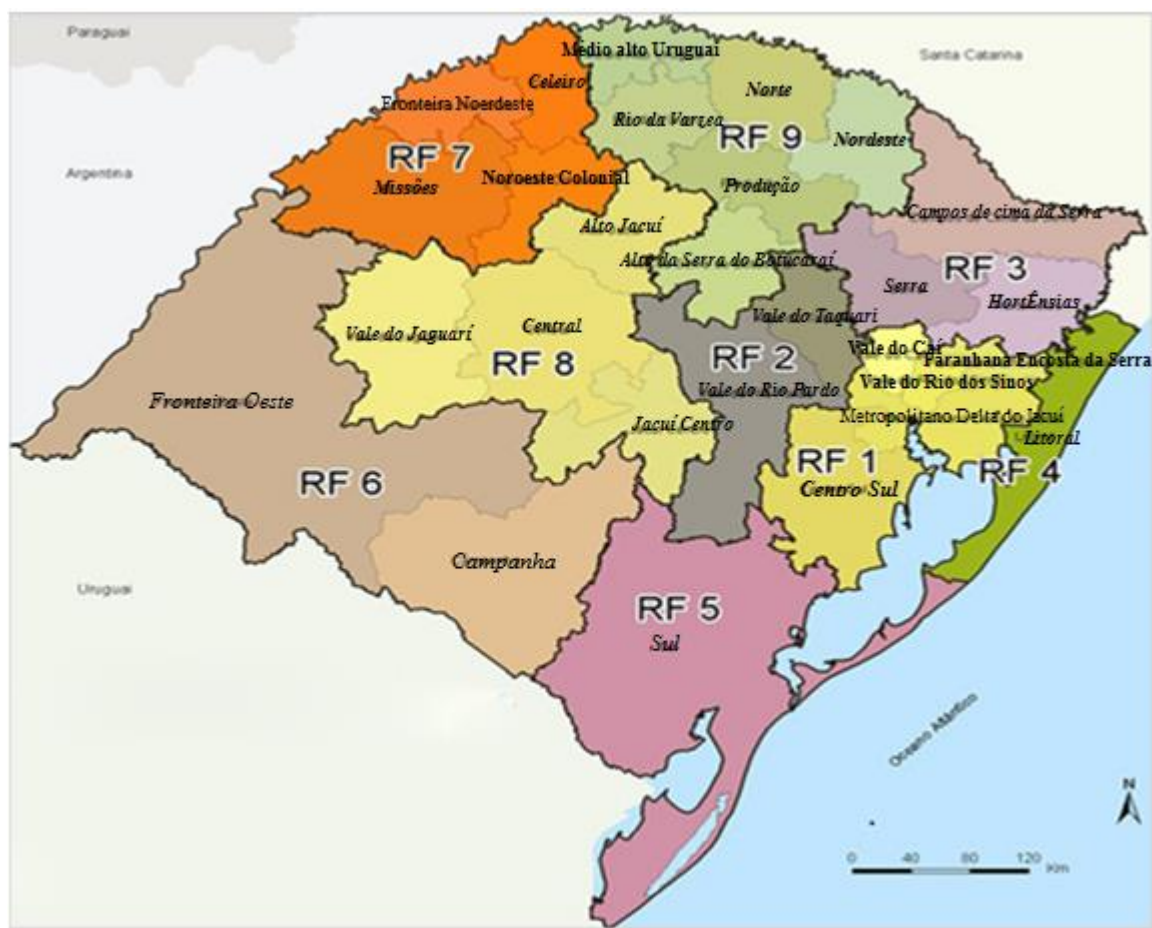 Paraguai
Médio alto Uruguai
Santa Catarina
Celeiro
Norte
Fronteira Noerdeste
Rio da Varzea
RF 9
Nordeste
RF 7
Argentina
Missões
Noroeste Colonial
Produção
Campos de cima da Serra
Alto Jacuí
Alto da Serra do Botucaraí
RF 3
Serra
HortÊnsias
Vale do Taquari
Vale do Jaguarí
Central
Vale do Caí
RF 8
RF 2
Paranhana Encosta da Serra
Vale do Rio dos Sinos
Vale do Rio Pardo
Fronteira Oeste
Metropolitano Delta do Jacuí
Jacuí Centro
Litoral
RF 1
RF 4
RF 6
Centro Sul
Campanha
Uruguai
RF 5
Sul
Oceano Atlântico
N
0 40 80 120
Km